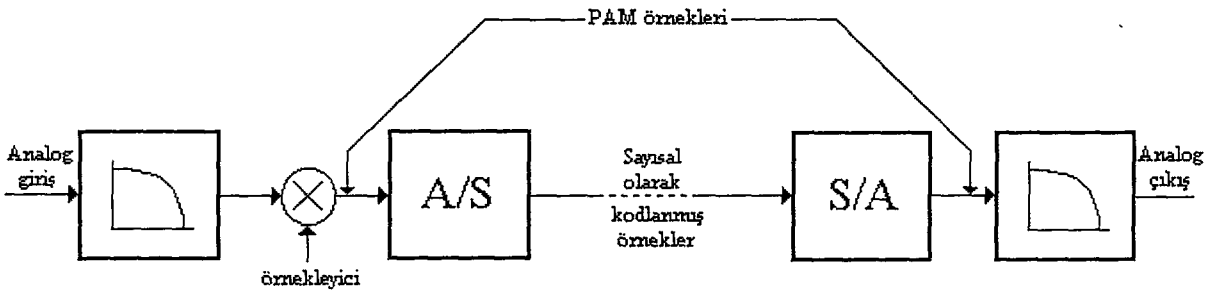 PAM örnekleri
Analog
giriş
A/S
Sayısal
olarak
kodlanmış
örnekler
S/A
Analog
çıkış
örnekleyici